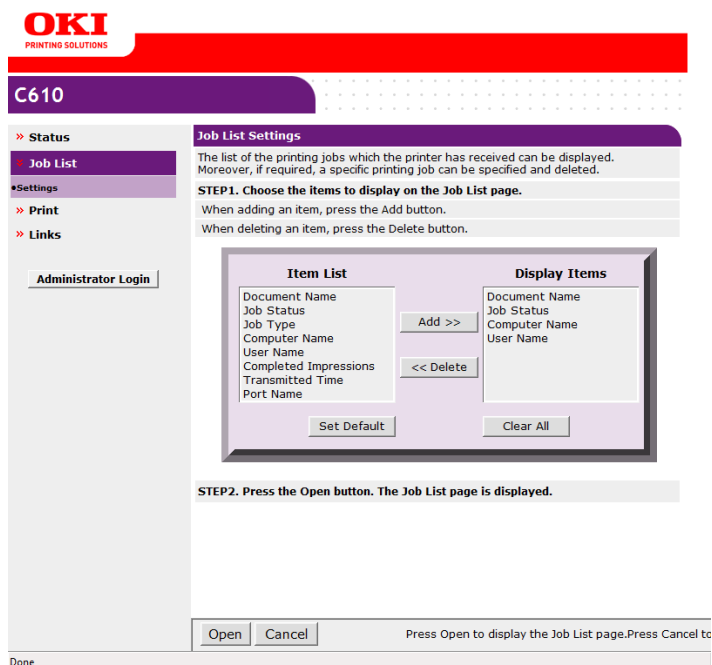 OKI
PRINTING SOLUTIONS
C610
» Status
Job List
•Settings
» Print
» Links
Administrator Login
Job List Settings
The list of the printing jobs which the printer has received can be displayed.
Moreover, if required, a specific printing job can be specified and deleted.
STEP1. Choose the items to display on the Job List page.
When adding an item, press the Add button.
When deleting an item, press the Delete button.
Item List
Document Name
Job Status
Job Type
Computer Name
User Name
Completed Impressions
Transmitted Time
Port Name
Add >>
<< Delete
Display Items
Document Name
Job Status
Computer Name
User Name
Set Default
Clear All
STEP2. Press the Open button. The Job List page is displayed.
Open
Cancel
Press Open to display the Job List page.Press Cancel to
Done